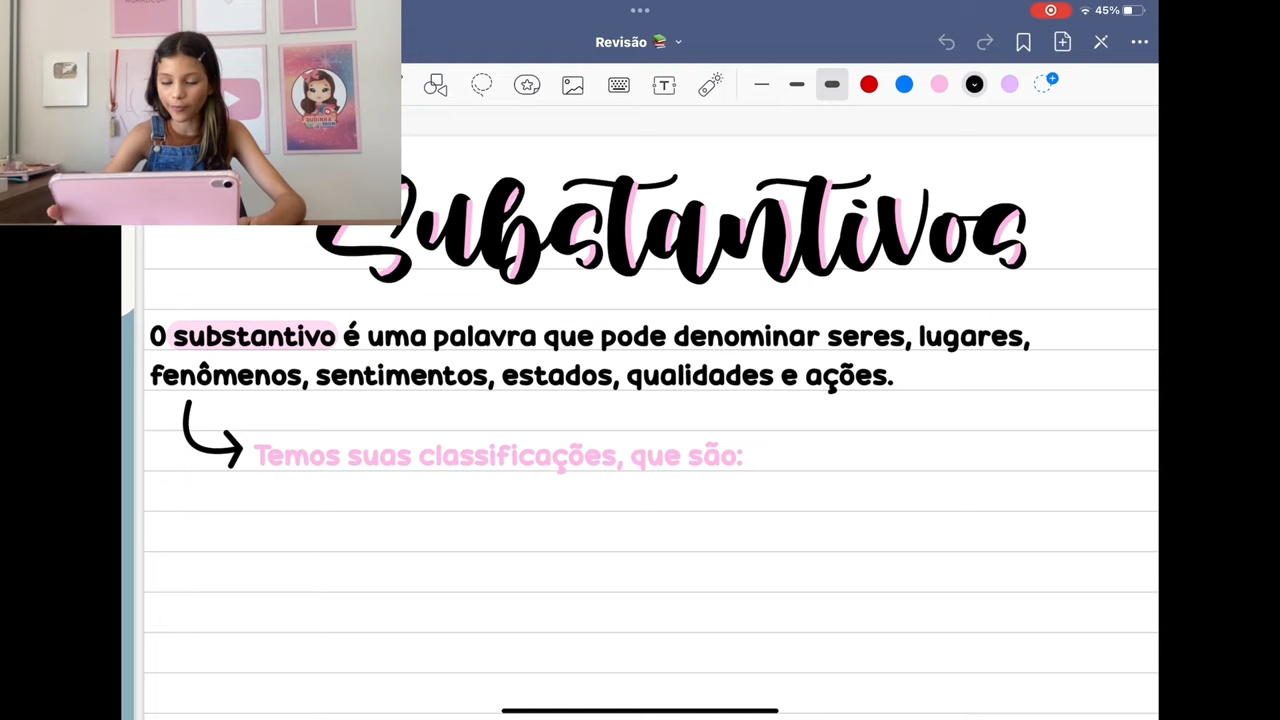 45%
Revisão
Substantivos
O substantivo é uma palavra que pode denominar seres, lugares,
fenômenos, sentimentos, estados, qualidades e ações.
Temos suas classificações, que são: